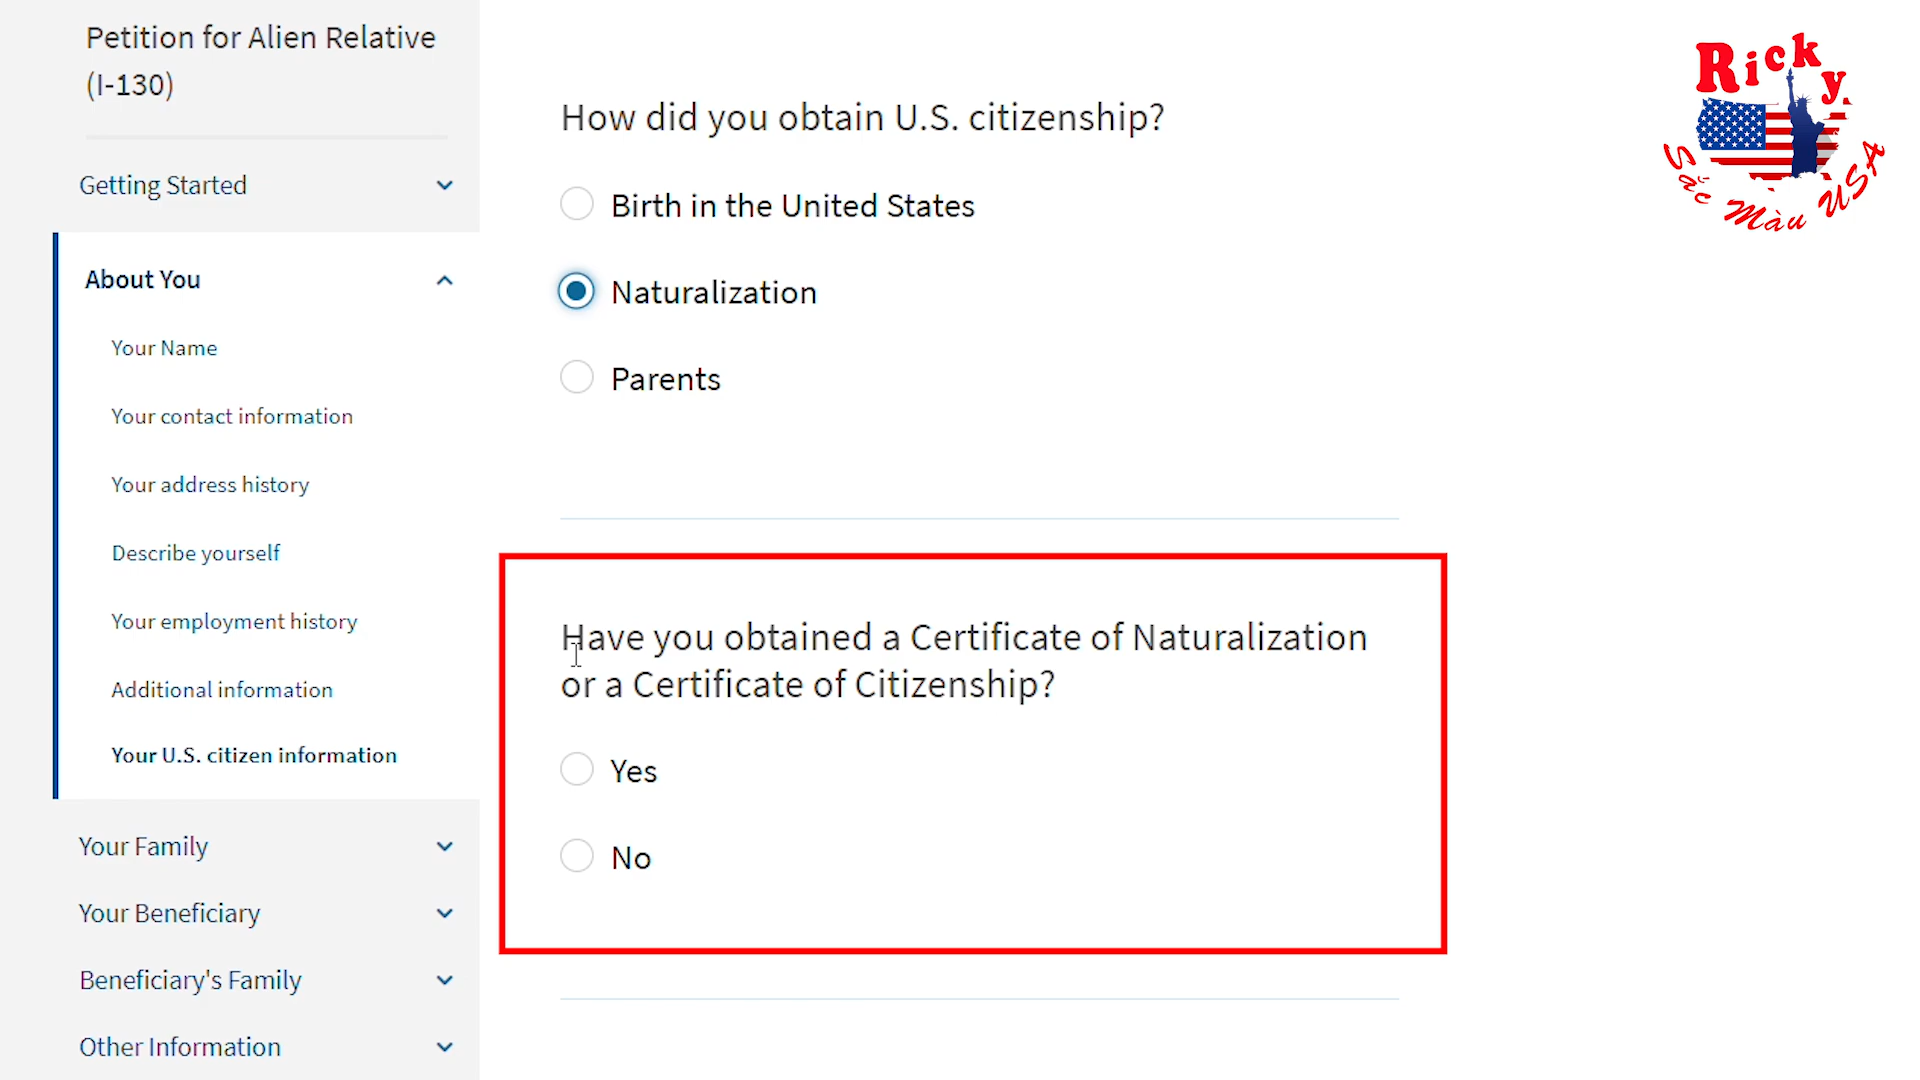 Petition for Alien Relative
(I-130)
Getting Started
About You
Your Name
Your contact information
Your address history
Describe yourself
Your employment history
Additional information
Your U.S. citizen information
Your Family
Your Beneficiary
Beneficiary's Family
Other Information
How did you obtain U.S. citizenship?
Birth in the United States
Naturalization
Parents
Have you obtained a Certificate of Naturalization
or a Certificate of Citizenship?
Yes
No
Ricky
Sắc Màu USA